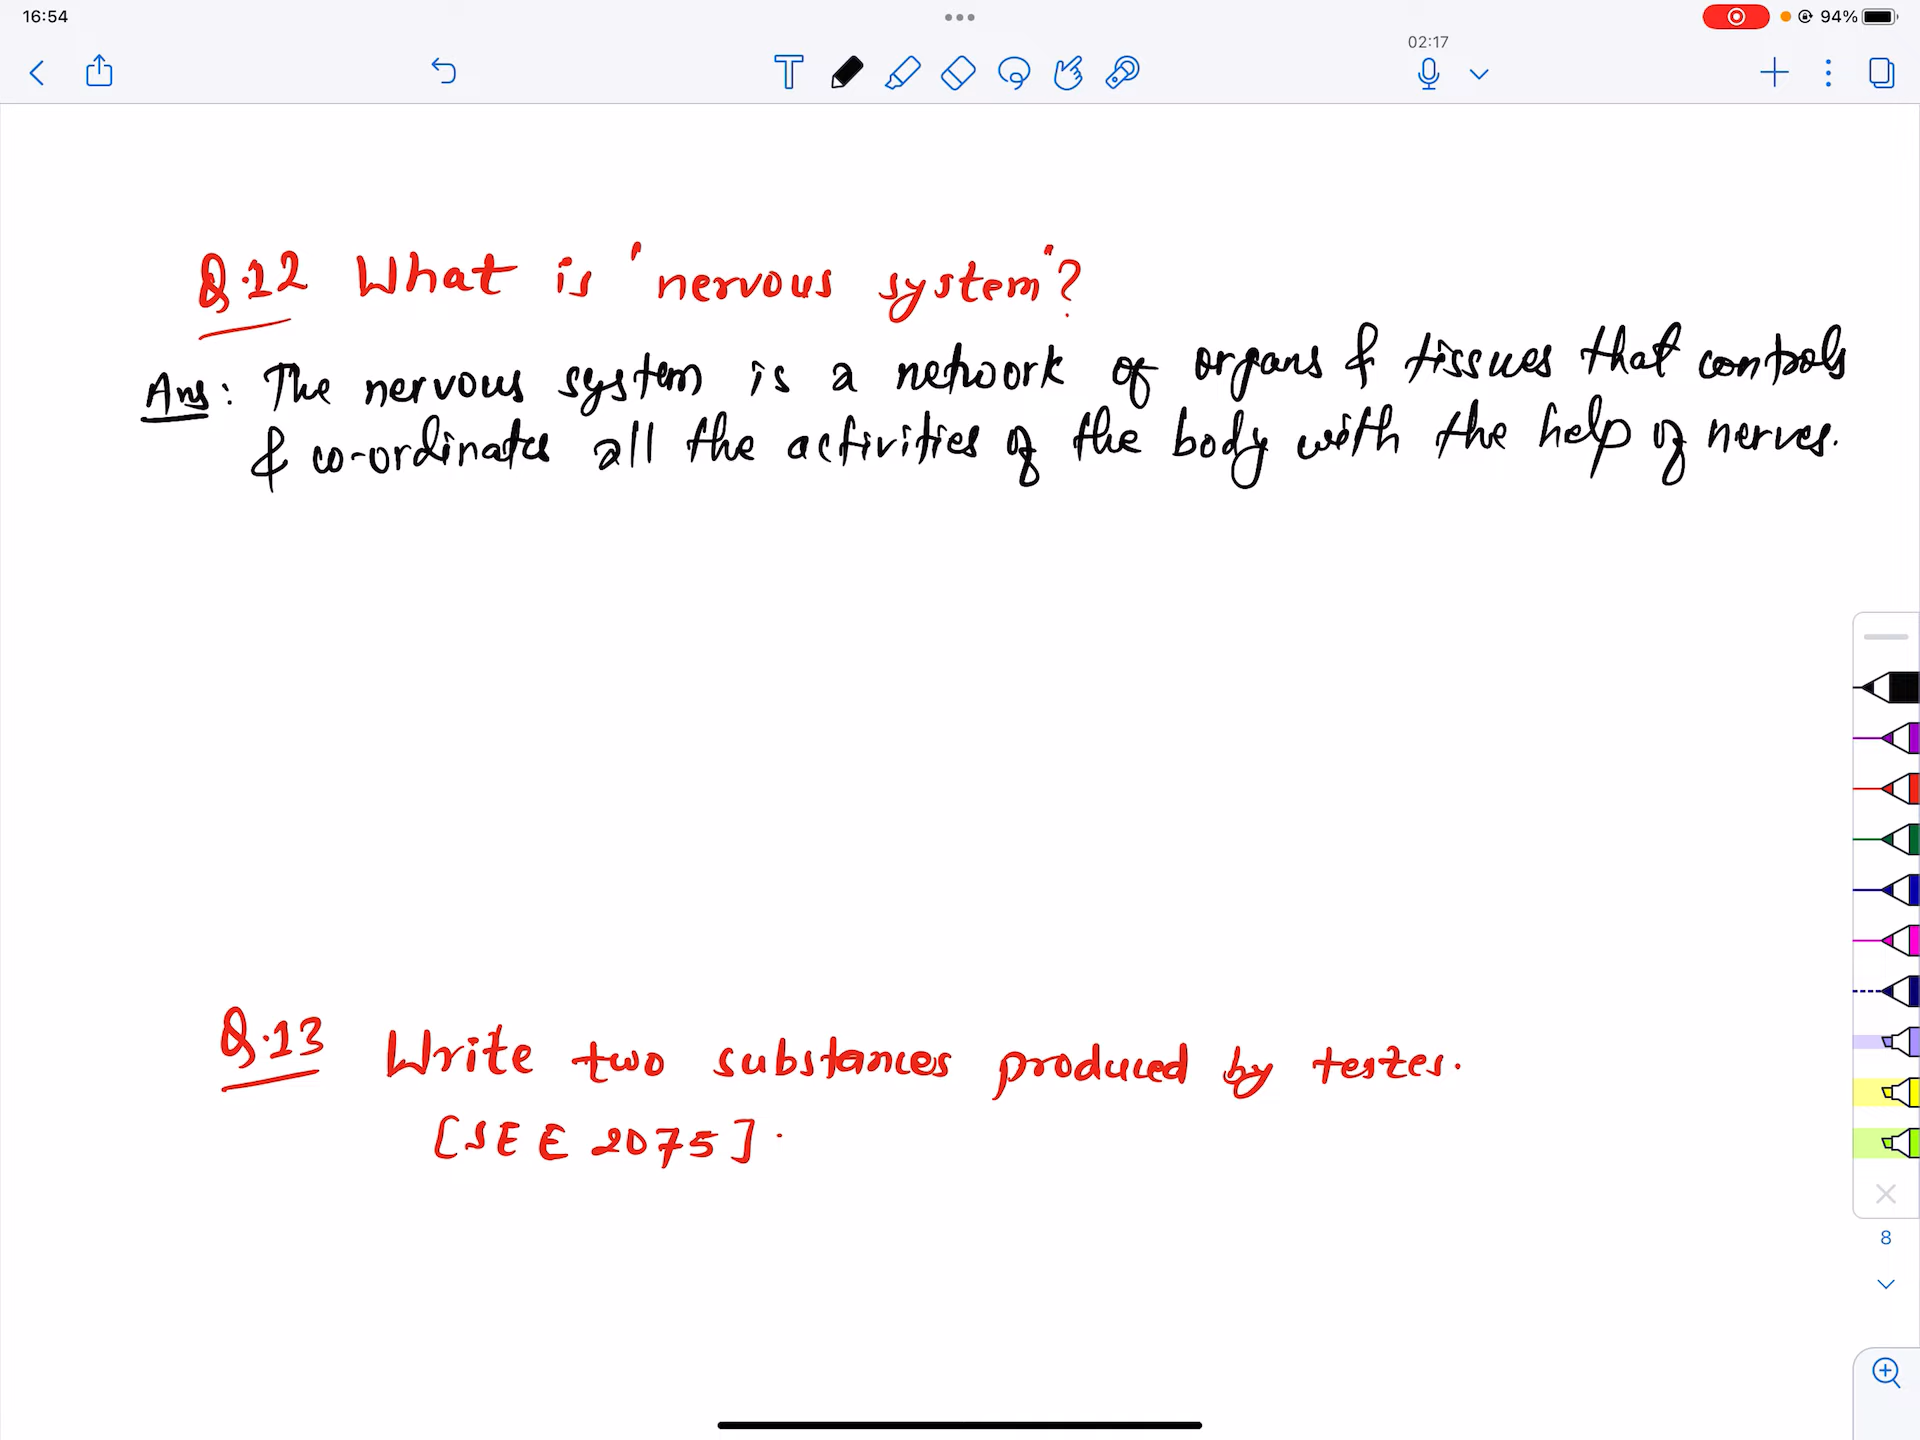 16:54
94%
02:17
Q.12 What is "nervous system"?
Ans: The nervous system is a network of organs & tissues that controls
& co-ordinates all the activities of the body with the help of nerves.
Q.13 Write two substances produced by testes.
[SEE 2075].
8